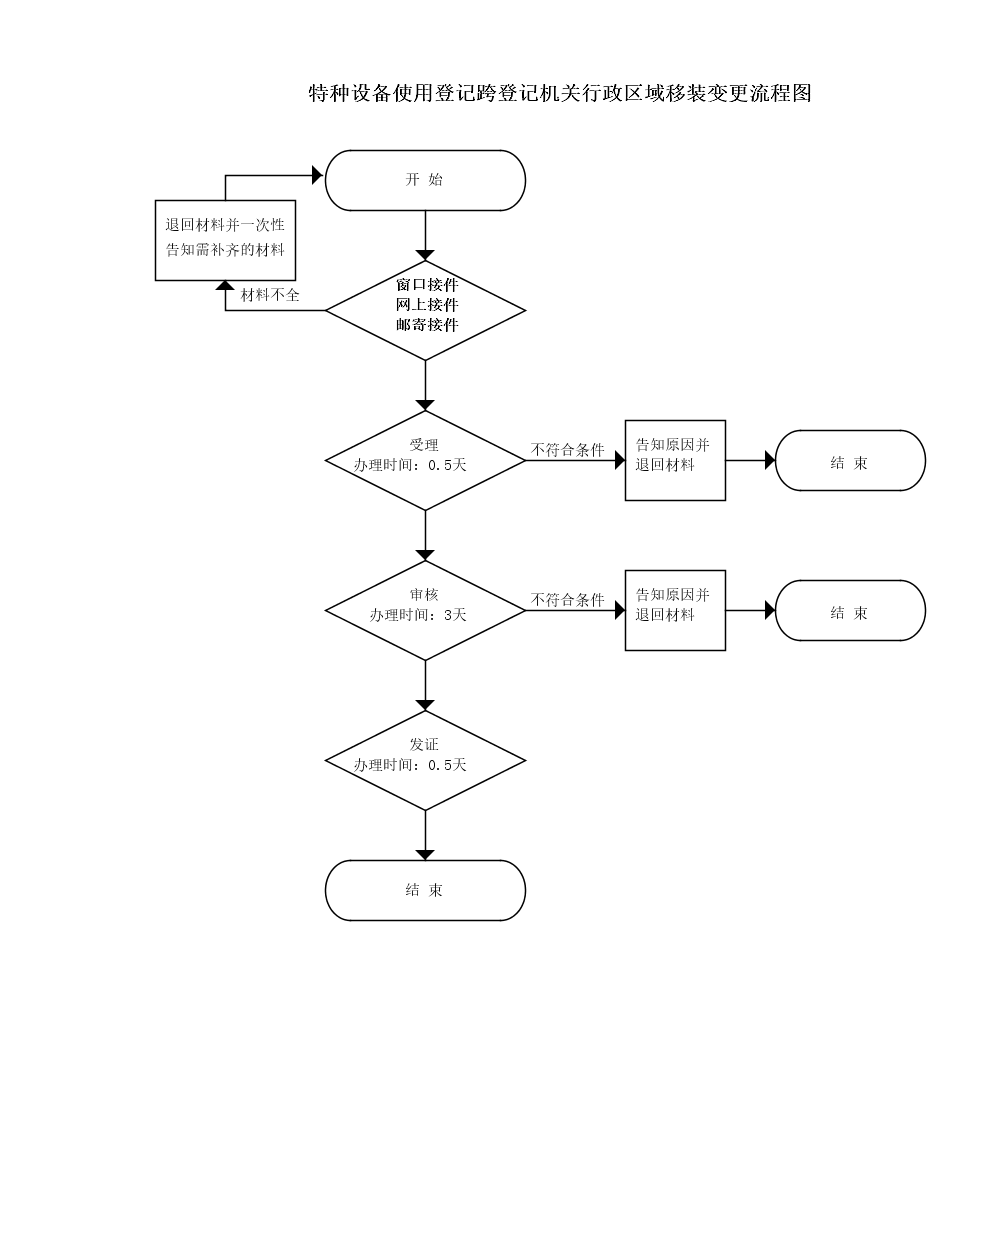 特种设备使用登记跨登记机关行政区域移装变更流程图
开 始
退回材料并一次性
告知需补齐的材料
材料不全
窗口接件
网上接件
邮寄接件
受理
办理时间：0.5天
不符合条件
告知原因并
退回材料
结 束
审核
办理时间：3天
不符合条件
告知原因并
退回材料
结 束
发证
办理时间：0.5天
结 束